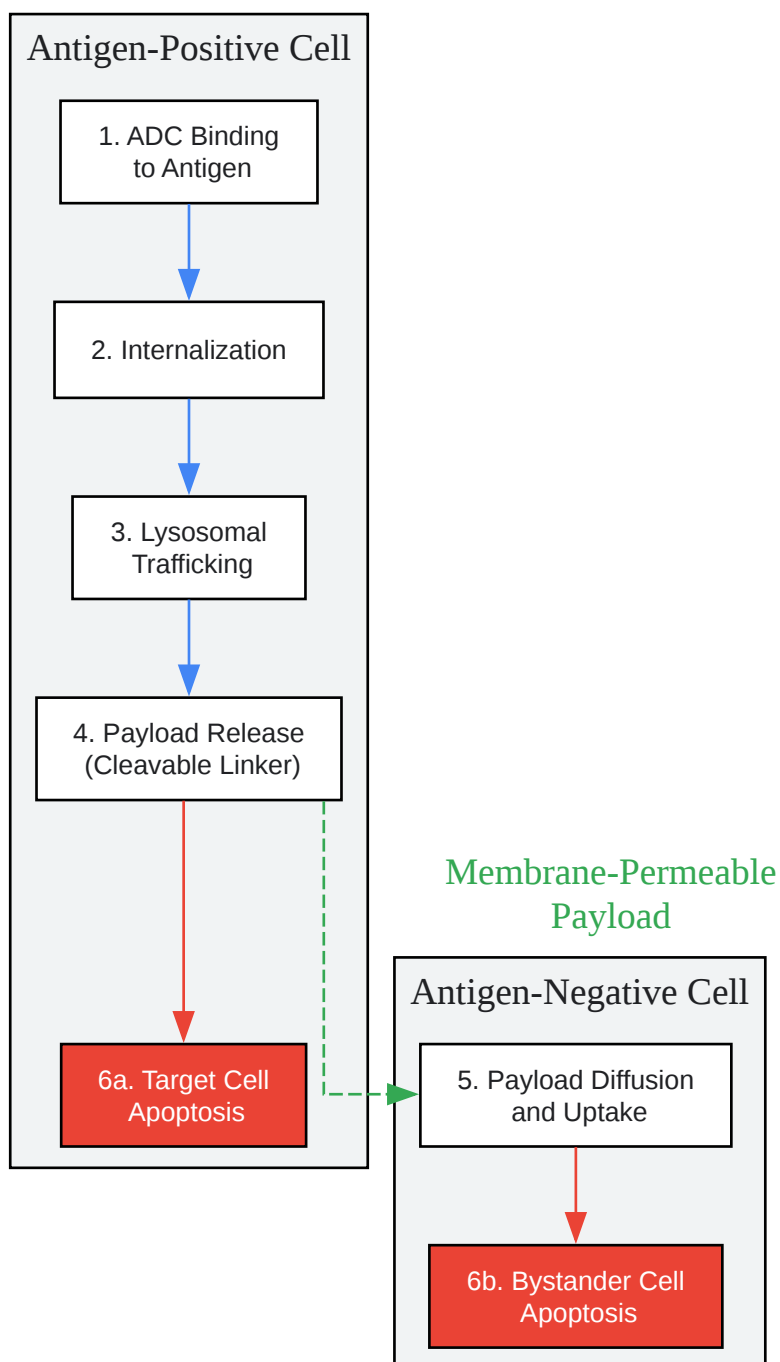 Antigen-Positive Cell
1. ADC Binding
to Antigen
2. Internalization
3. Lysosomal
Trafficking
4. Payload Release
(Cleavable Linker)
6a. Target Cell
Apoptosis
Membrane-Permeable
Payload
Antigen-Negative Cell
5. Payload Diffusion
and Uptake
6b. Bystander Cell
Apoptosis